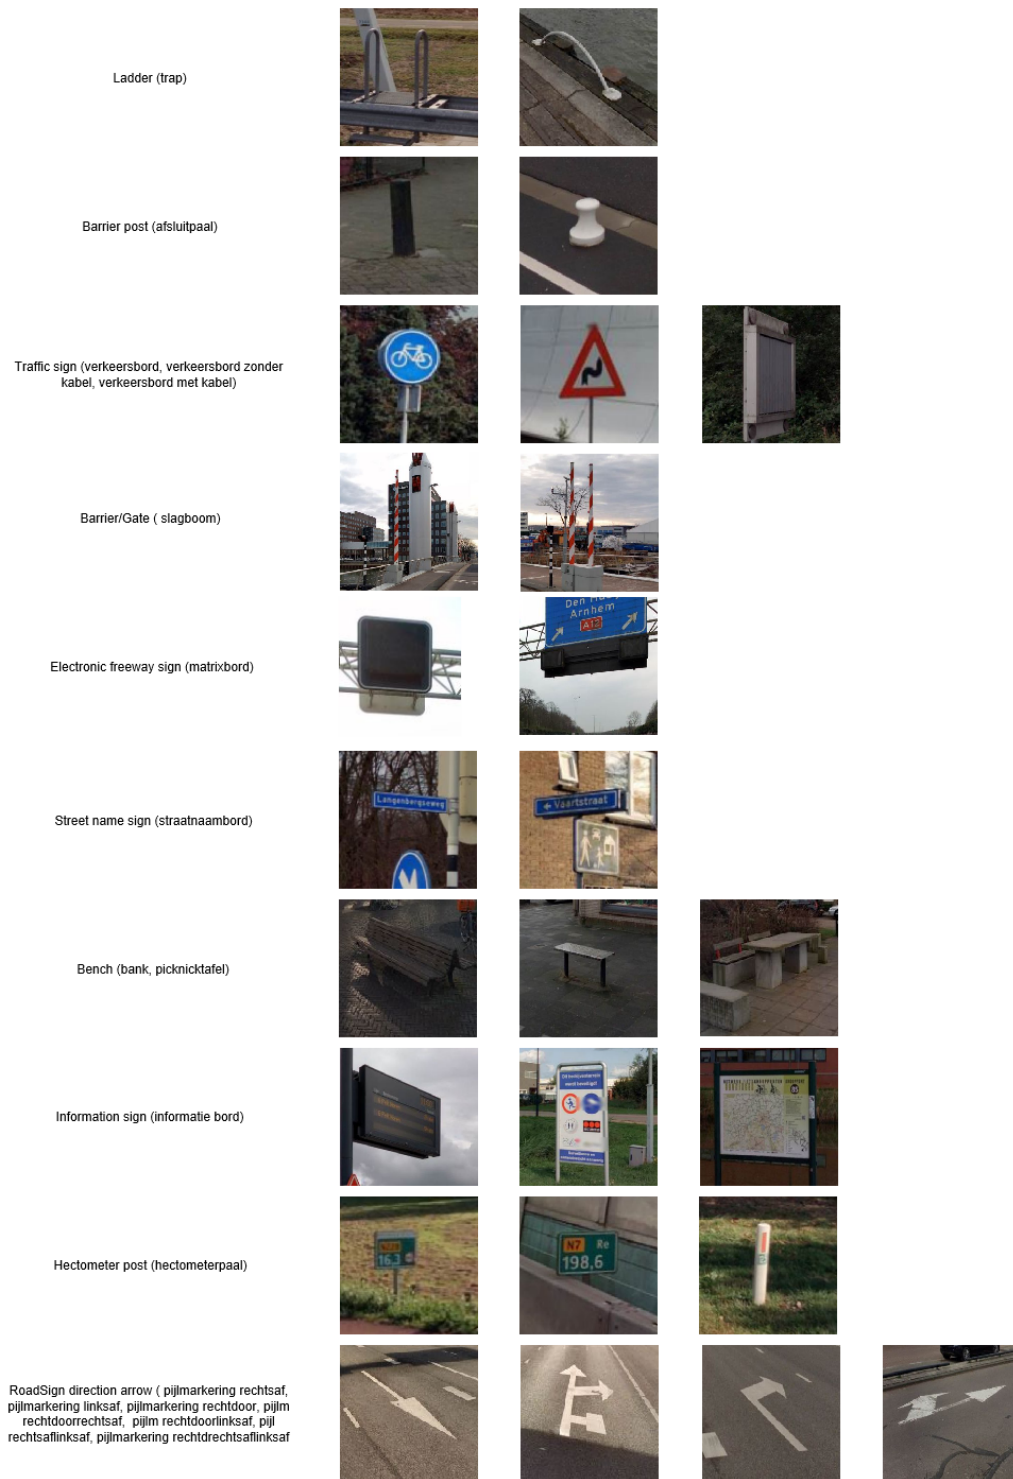 Ladder (trap)
Barrier post (afsluitpaal)
Traffic sign (verkeersbord, verkeersbord zonder
kabel, verkeersbord met kabel)
Barrier/Gate ( slagboom)
Electronic freeway sign (matrixbord)
Den Haag
Arnhem
A12
Street name sign (straatnaambord)
Langenbergseweg
← Vaartstraat
Bench (bank, picknicktafel)
Information sign (informatie bord)
Hectometer post (hectometerpaal)
16,3
N7 Re
198,6
RoadSign direction arrow ( pijlmarkering rechtsaf,
pijlmarkering linksaf, pijlmarkering rechtdoor, pijlm
rechtdoorrechtsaf, pijlm rechtdoorlinksaf, pijl
rechtsaflinksaf, pijlmarkering rechtdrechtsaflinksaf